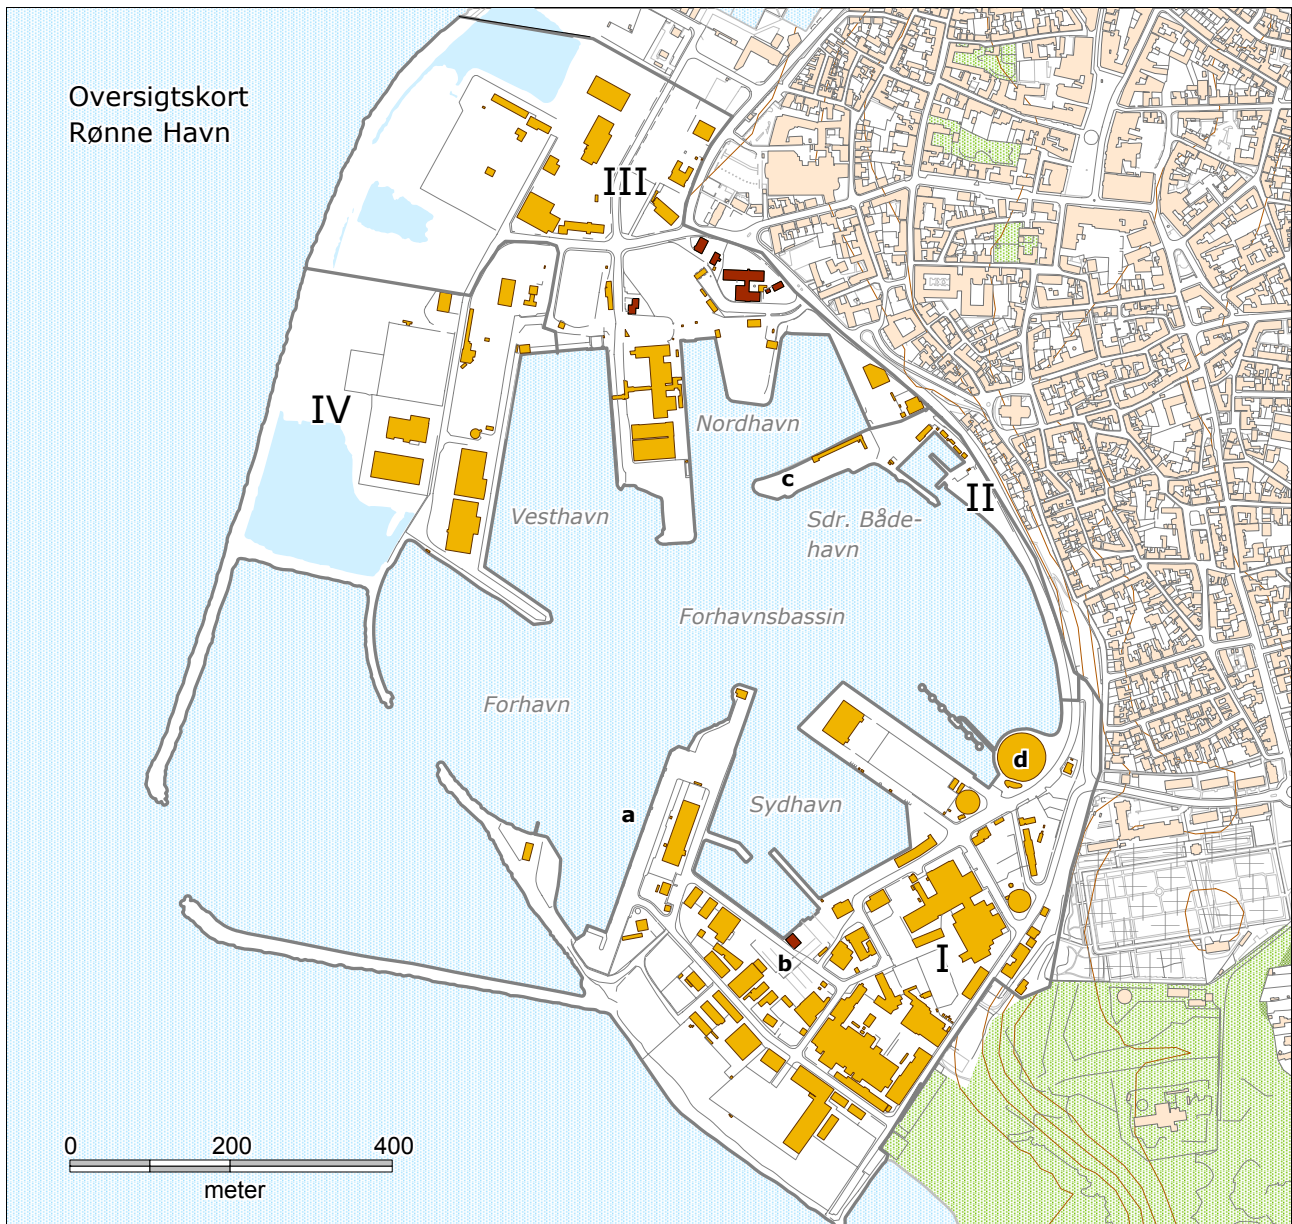 Oversigtskort
Rønne Havn
III
IV
Nordhavn
c
II
Vesthavn
Sdr. Både-
havn
Forhavnsbassin
Forhavn
d
a
Sydhavn
I
b
0 200 400
meter